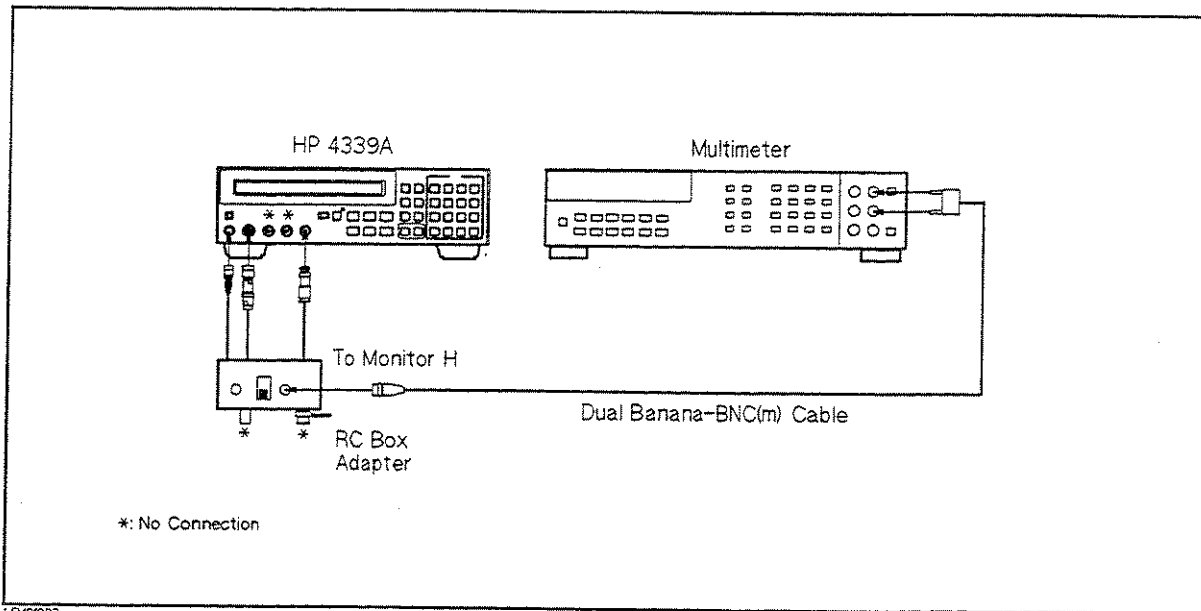 HP 4339A
Multimeter
* *
To Monitor H
Dual Banana-BNC(m) Cable
* *
RC Box
Adapter
*: No Connection